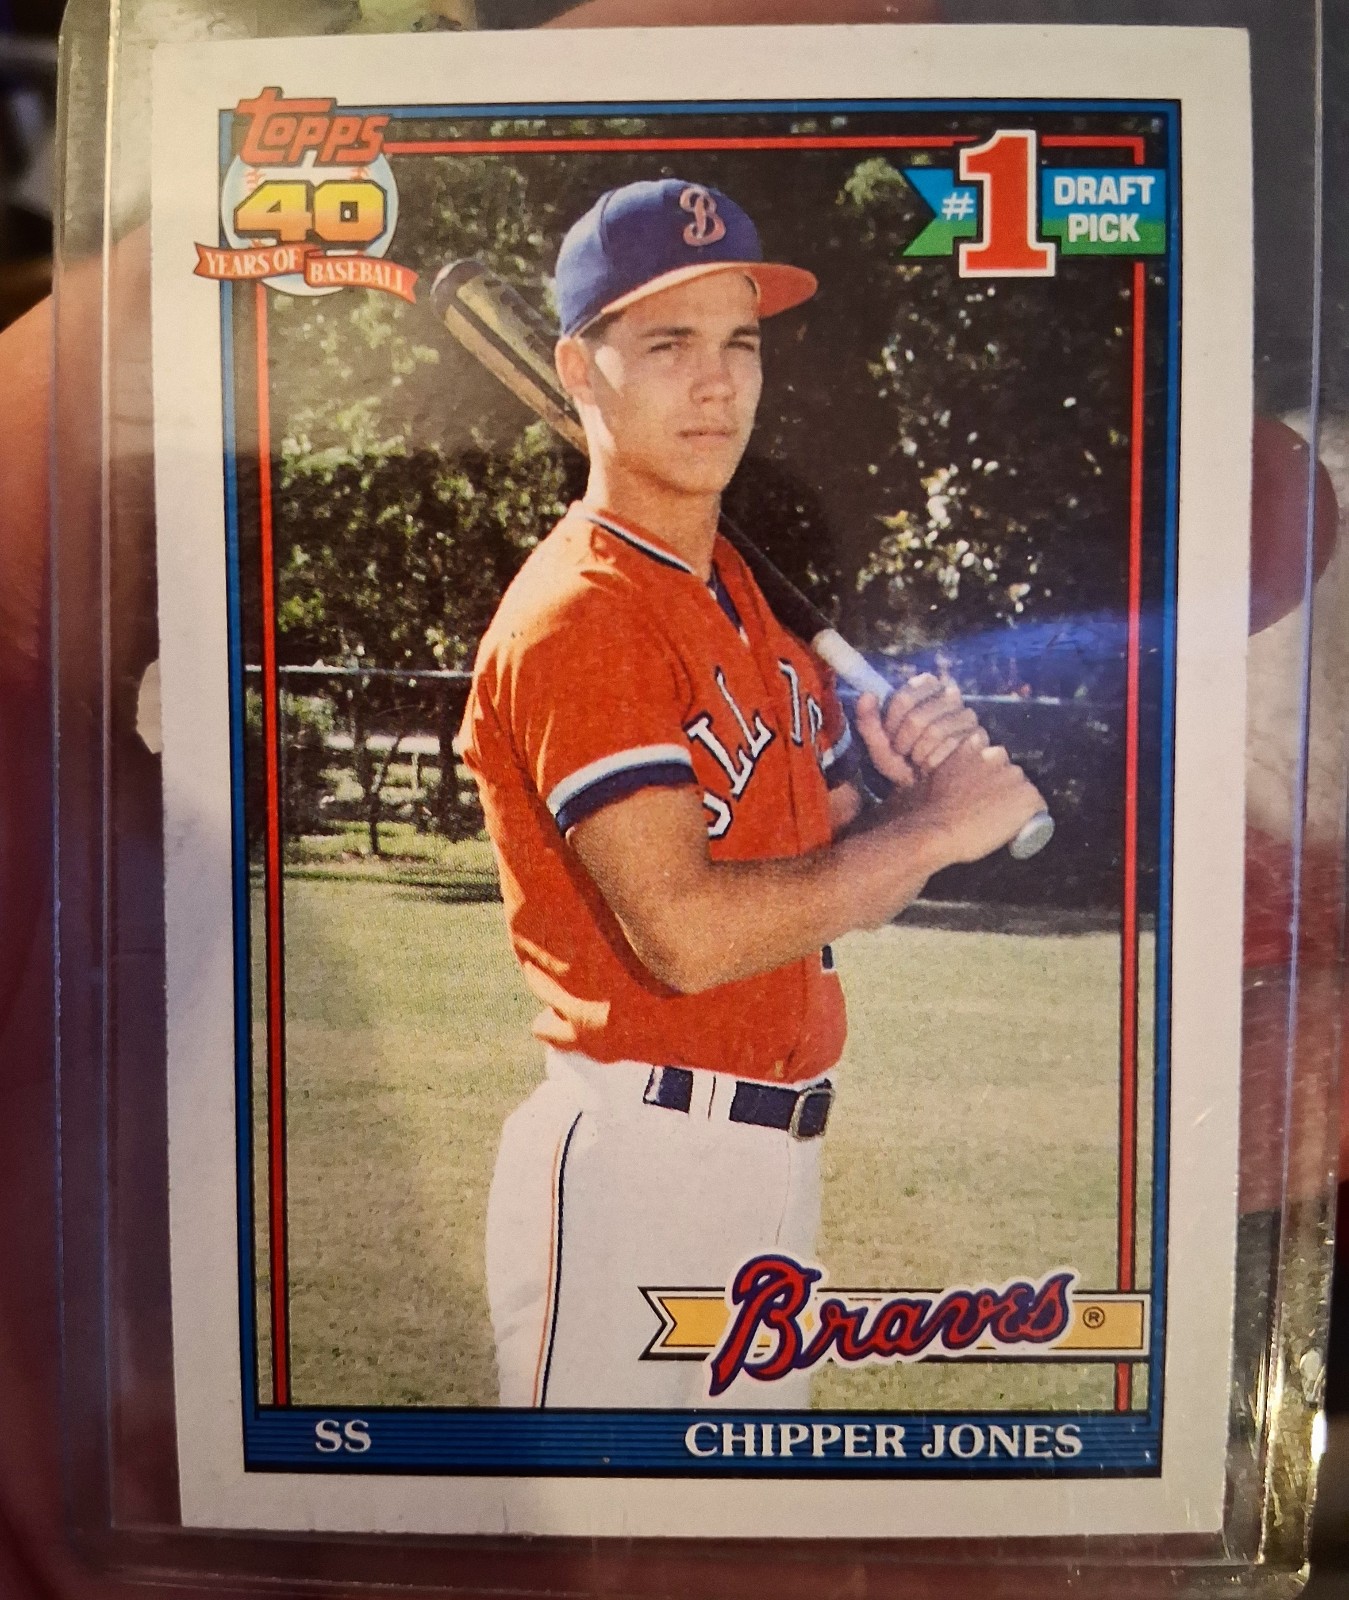 TOPPS
40
YEARS OF BASEBALL
#1 DRAFT
PICK
B
Braves®
SS CHIPPER JONES